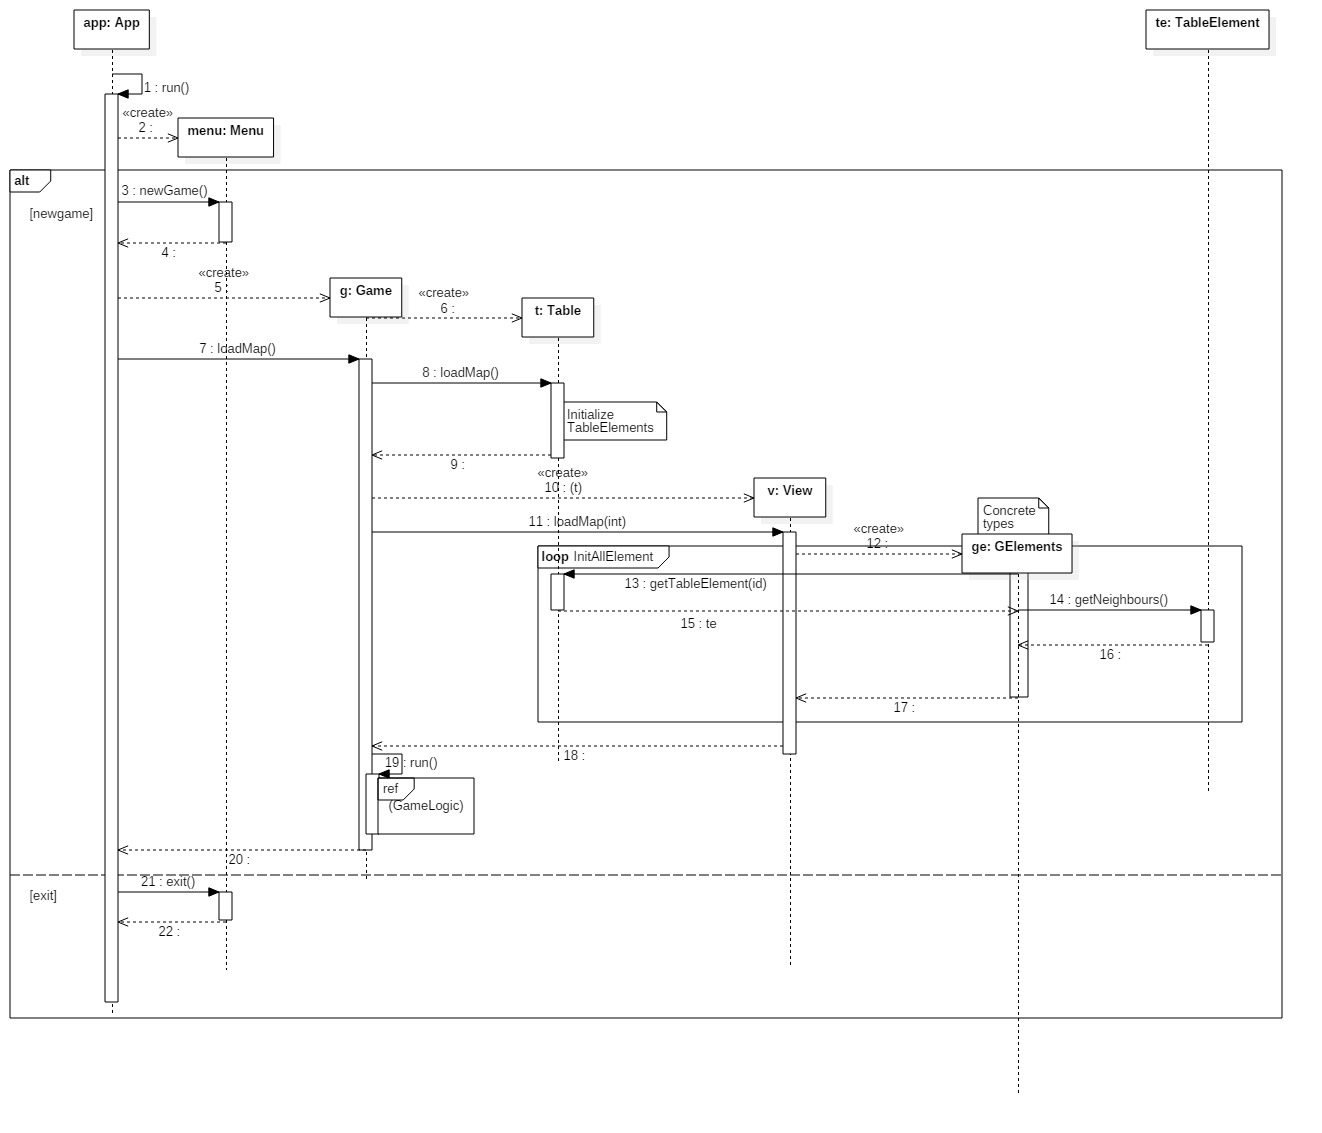 app: App
te: TableElement
1 : run()
«create»
2 :
menu: Menu
alt
3 : newGame()
[newgame]
4 :
«create»
5 :
g: Game
«create»
6 :
t: Table
7 : loadMap()
8 : loadMap()
Initialize
TableElements
9 :
«create»
10 : (t)
v: View
Concrete
types
11 : loadMap(int)
«create»
12 :
ge: GElements
loop InitAllElement
13 : getTableElement(id)
14 : getNeighbours()
15 : te
16 :
17 :
18 :
19 : run()
ref
(GameLogic)
20 :
21 : exit()
[exit]
22 :